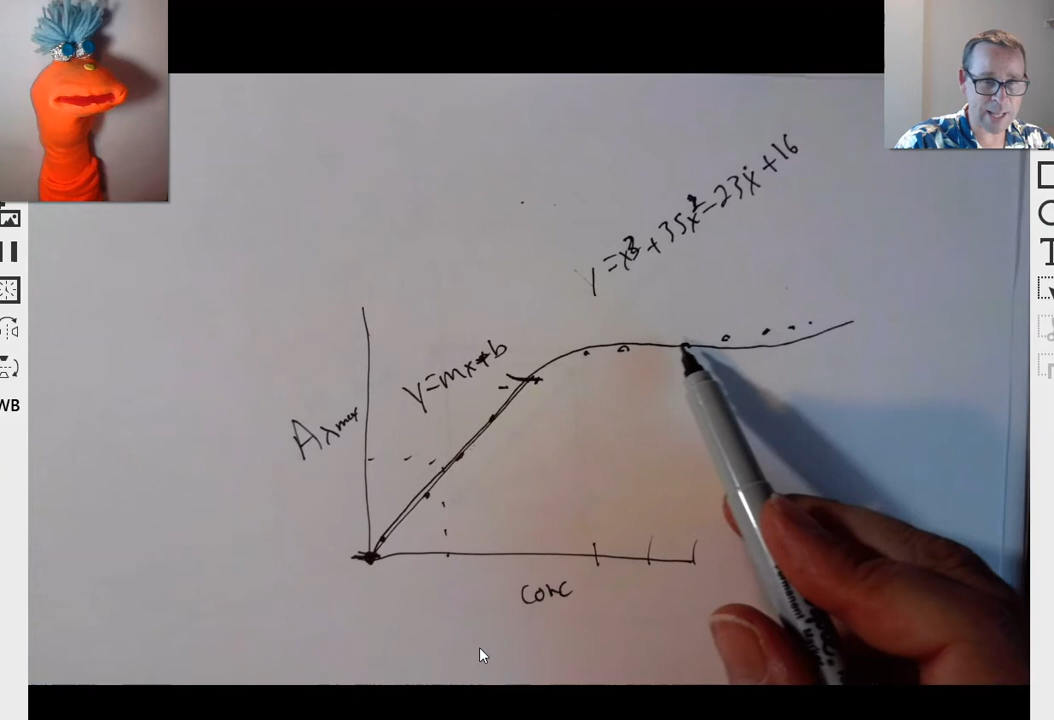 y=x³+35x²-23x+16
y=mx+b
Aλmax
conc
T
WB